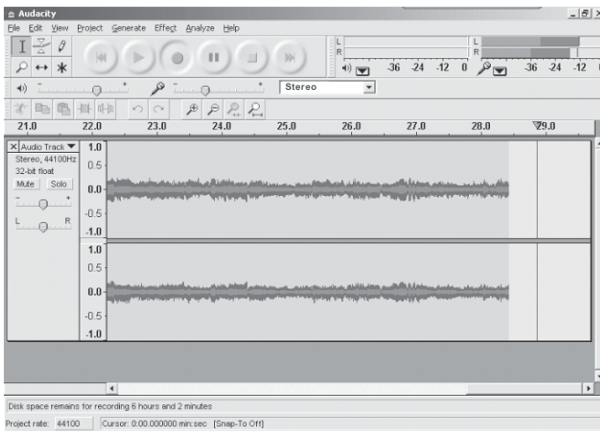 Audacity
File Edit View Project Generate Effect Analyze Help
L
R
-36 -24 -12 0
L
R
-36 -24 -12
Stereo
21.0 22.0 23.0 24.0 25.0 26.0 27.0 28.0 29.0
X Audio Track
Stereo, 44100Hz
32-bit float
Mute Solo
- +
L R
1.0
0.5
0.0
-0.5
-1.0
1.0
0.5
0.0
-0.5
-1.0
Disk space remains for recording 6 hours and 2 minutes
Project rate: 44100 Cursor: 0:00.000000 min:sec [Snap-To Off]